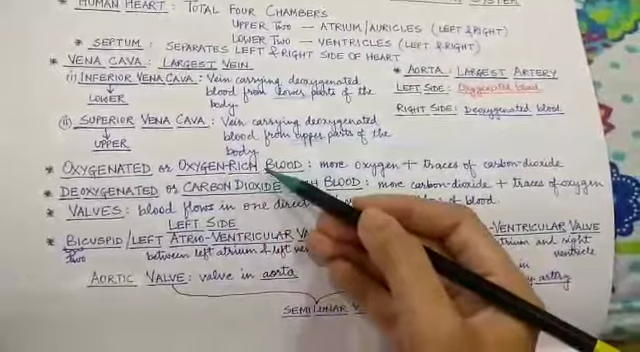 * HUMAN HEART: TOTAL FOUR CHAMBERS
UPPER TWO — ATRIUM/AURICLES (LEFT & RIGHT)
LOWER TWO — VENTRICLES (LEFT & RIGHT)
* SEPTUM: SEPARATES LEFT & RIGHT SIDE OF HEART
* VENA CAVA: LARGEST VEIN
(i) INFERIOR VENA CAVA: Vein carrying deoxygenated
LOWER blood from lower parts of the
body.
(ii) SUPERIOR VENA CAVA: Vein carrying deoxygenated
UPPER blood from upper parts of the
body
* AORTA: LARGEST ARTERY
LEFT SIDE: Oxygenated blood
RIGHT SIDE: Deoxygenated blood
* OXYGENATED or OXYGEN-RICH BLOOD: more oxygen + traces of carbon-dioxide
* DEOXYGENATED or CARBON DIOXIDE BLOOD: more carbon-dioxide + traces of oxygen
* VALVES: blood flows in one of blood
LEFT SIDE
* BICUSPID/LEFT ATRIO-VENTRICULAR -VENTRICULAR VALVE
two between left atrium & left and right
ventricle
AORTIC VALVE: valve in aorta in
artery
SEMILUNAR